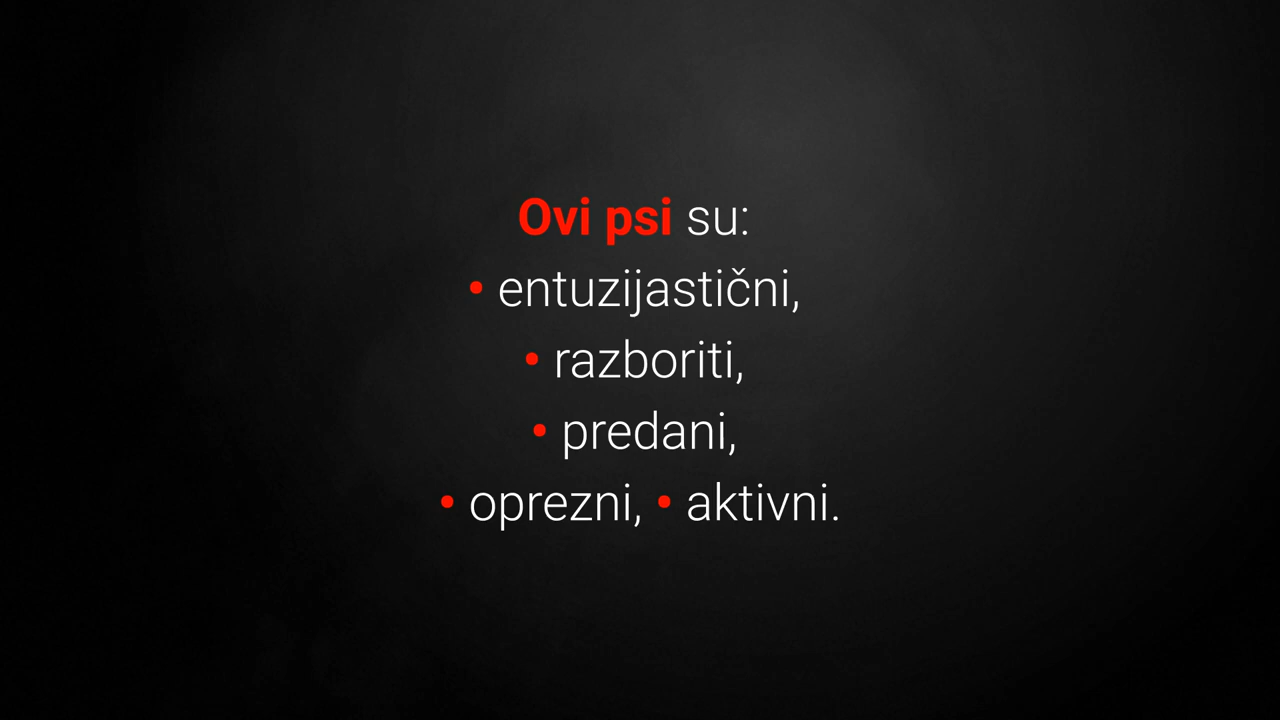 Ovi psi su:
• entuzijastični,
• razboriti,
• predani,
• oprezni, • aktivni.